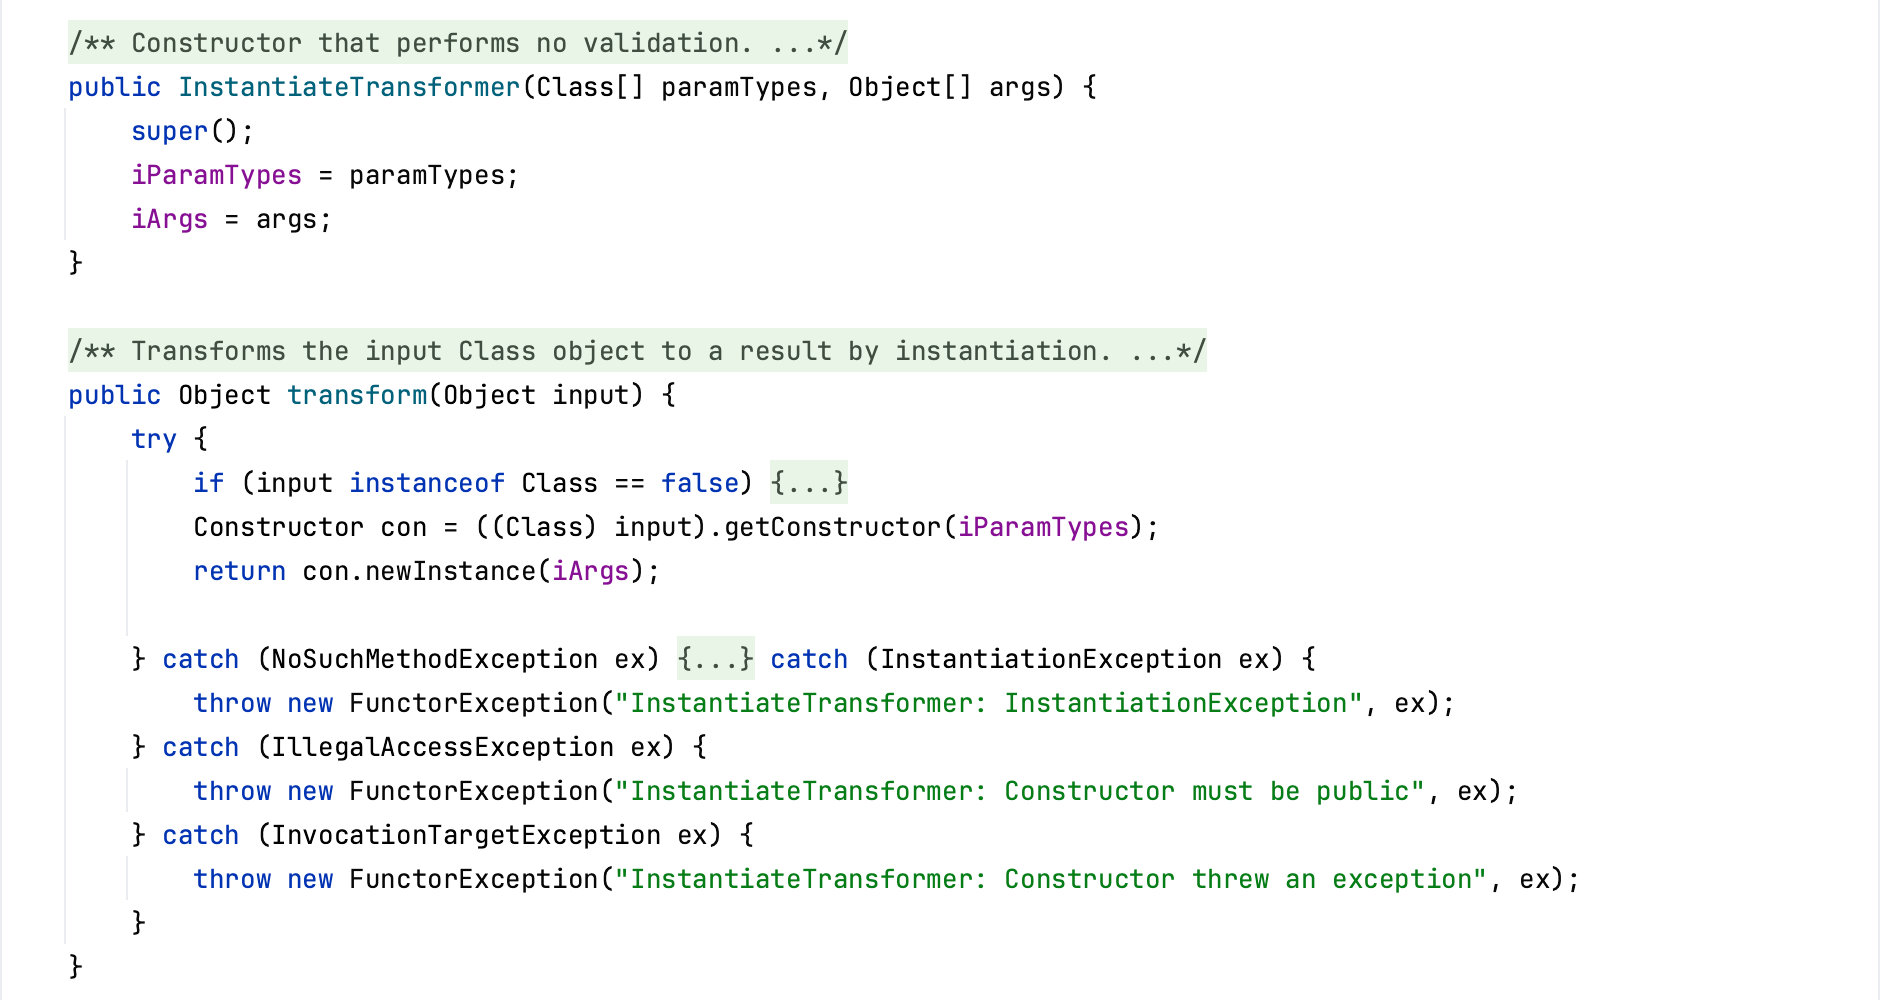 /** Constructor that performs no validation. ...*/
public InstantiateTransformer(Class[] paramTypes, Object[] args) {
    super();
    iParamTypes = paramTypes;
    iArgs = args;
}
/** Transforms the input Class object to a result by instantiation. ...*/
public Object transform(Object input) {
    try {
        if (input instanceof Class == false) {...}
        Constructor con = ((Class) input).getConstructor(iParamTypes);
        return con.newInstance(iArgs);
    } catch (NoSuchMethodException ex) {...} catch (InstantiationException ex) {
        throw new FunctorException("InstantiateTransformer: InstantiationException", ex);
    } catch (IllegalAccessException ex) {
        throw new FunctorException("InstantiateTransformer: Constructor must be public", ex);
    } catch (InvocationTargetException ex) {
        throw new FunctorException("InstantiateTransformer: Constructor threw an exception", ex);
    }
}